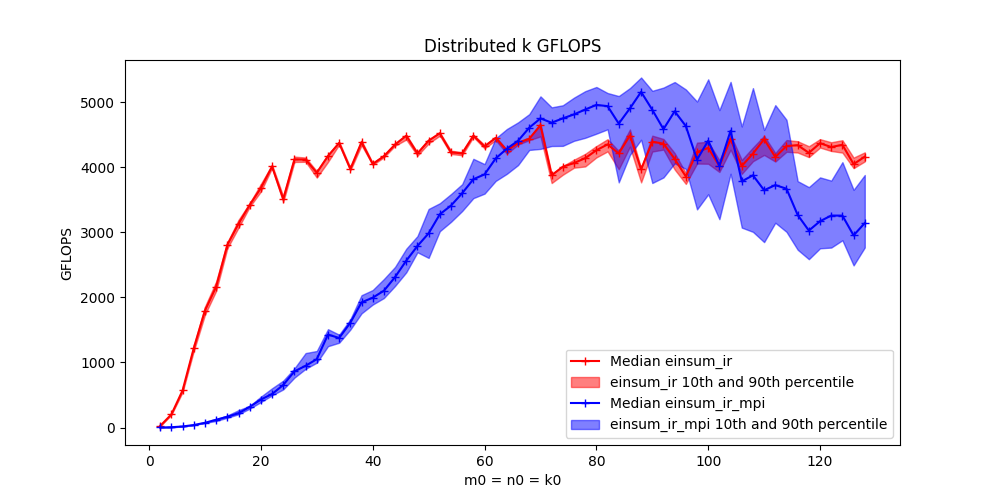 Distributed k GFLOPS
GFLOPS
5000
4000
3000
2000
1000
0
0 20 40 60 80 100 120
m0 = n0 = k0
Median einsum_ir
einsum_ir 10th and 90th percentile
Median einsum_ir_mpi
einsum_ir_mpi 10th and 90th percentile